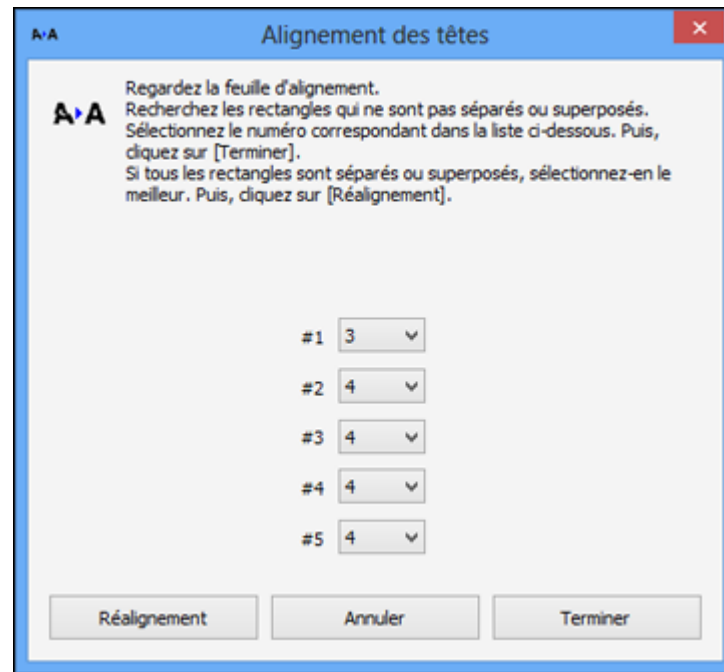 A▸A Alignement des têtes
A▸A
Regardez la feuille d'alignement.
Recherchez les rectangles qui ne sont pas séparés ou superposés.
Sélectionnez le numéro correspondant dans la liste ci-dessous. Puis,
cliquez sur [Terminer].
Si tous les rectangles sont séparés ou superposés, sélectionnez-en le
meilleur. Puis, cliquez sur [Réalignement].
#1 3
#2 4
#3 4
#4 4
#5 4
Réalignement Annuler Terminer